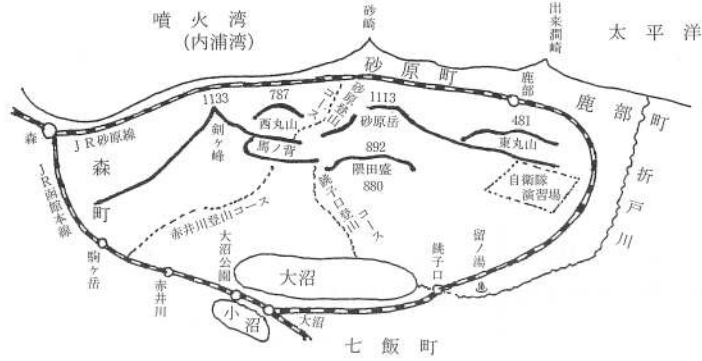 噴火湾
(内浦湾)
砂崎
出来澗崎
太平洋
砂原町
鹿部
鹿部町
1133
787
砂原登山コース
1113
481
森
JR砂原線
剣ヶ峰
西丸山
砂原岳
東丸山
馬ノ背
892
隈田盛
880
森町
自衛隊
演習場
折戸川
JR函館本線
赤井川登山コース
銚子口登山コース
駒ヶ岳
赤井川
大沼公園
大沼
銚子口
留ノ湯
小沼
大沼
七飯町